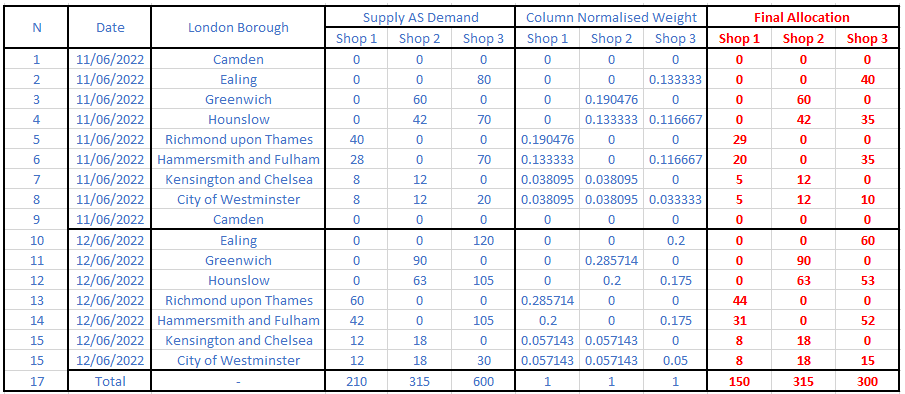 N Date London Borough Supply AS Demand Column Normalised Weight Final Allocation
Shop 1 Shop 2 Shop 3 Shop 1 Shop 2 Shop 3 Shop 1 Shop 2 Shop 3
1 11/06/2022 Camden 0 0 0 0 0 0 0 0 0
2 11/06/2022 Ealing 0 0 80 0 0 0.133333 0 0 40
3 11/06/2022 Greenwich 0 60 0 0 0.190476 0 0 60 0
4 11/06/2022 Hounslow 0 42 70 0 0.133333 0.116667 0 42 35
5 11/06/2022 Richmond upon Thames 40 0 0 0.190476 0 0 29 0 0
6 11/06/2022 Hammersmith and Fulham 28 0 70 0.133333 0 0.116667 20 0 35
7 11/06/2022 Kensington and Chelsea 8 12 0 0.038095 0.038095 0 5 12 0
8 11/06/2022 City of Westminster 8 12 20 0.038095 0.038095 0.033333 5 12 10
9 11/06/2022 Camden 0 0 0 0 0 0 0 0 0
10 12/06/2022 Ealing 0 0 120 0 0 0.2 0 0 60
11 12/06/2022 Greenwich 0 90 0 0 0.285714 0 0 90 0
12 12/06/2022 Hounslow 0 63 105 0 0.2 0.175 0 63 53
13 12/06/2022 Richmond upon Thames 60 0 0 0.285714 0 0 44 0 0
14 12/06/2022 Hammersmith and Fulham 42 0 105 0.2 0 0.175 31 0 52
15 12/06/2022 Kensington and Chelsea 12 18 0 0.057143 0.057143 0 8 18 0
15 12/06/2022 City of Westminster 12 18 30 0.057143 0.057143 0.05 8 18 15
17 Total - 210 315 600 1 1 1 150 315 300